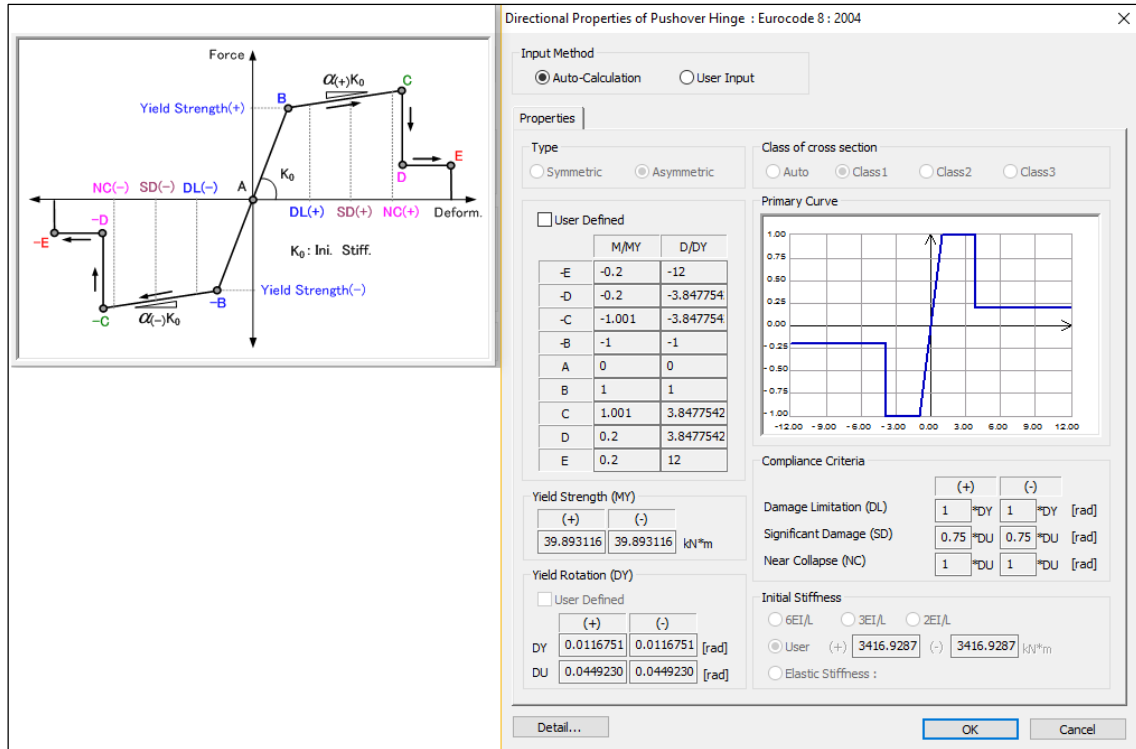 Force
α(+)K₀
C
B
Yield Strength(+)
E
K₀
A
D
NC(-) SD(-) DL(-)
DL(+) SD(+) NC(+) Deform.
-D
-E
K₀: Ini. Stiff.
Yield Strength(-)
-B
-C
α(-)K₀
Directional Properties of Pushover Hinge : Eurocode 8 : 2004
Input Method
Auto-Calculation User Input
Properties
Type
Symmetric Asymmetric
Class of cross section
Auto Class1 Class2 Class3
User Defined
M/MY D/DY
-E -0.2 -12
-D -0.2 -3.847754
-C -1.001 -3.847754
-B -1 -1
A 0 0
B 1 1
C 1.001 3.8477542
D 0.2 3.8477542
E 0.2 12
Primary Curve
1.00
0.75
0.50
0.25
0.00
-0.25
-0.50
-0.75
-1.00
-12.00 -9.00 -6.00 -3.00 0.00 3.00 6.00 9.00 12.00
Yield Strength (MY)
(+) (-)
39.893116 39.893116 kN*m
Yield Rotation (DY)
User Defined
(+) (-)
DY 0.0116751 0.0116751 [rad]
DU 0.0449230 0.0449230 [rad]
Compliance Criteria
(+) (-)
Damage Limitation (DL) 1 *DY 1 *DY [rad]
Significant Damage (SD) 0.75 *DU 0.75 *DU [rad]
Near Collapse (NC) 1 *DU 1 *DU [rad]
Initial Stiffness
6EI/L 3EI/L 2EI/L
User (+) 3416.9287 (-) 3416.9287 kN*m
Elastic Stiffness :
Detail... OK Cancel